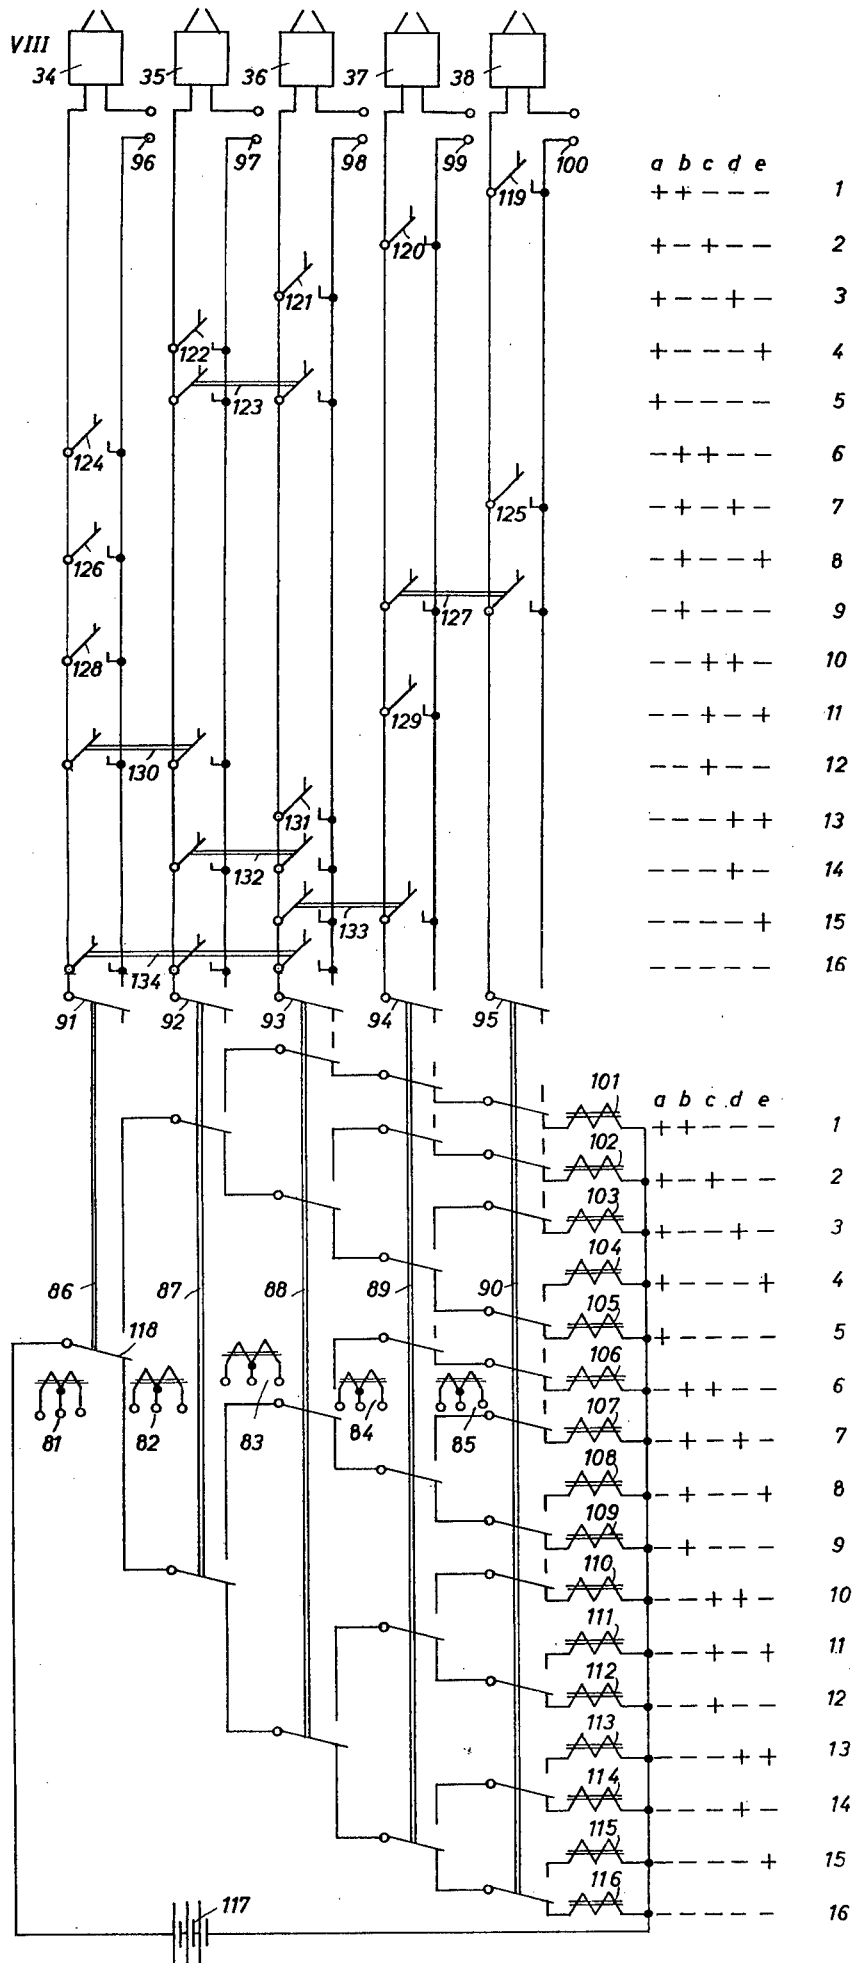 VIII
34 35 36 37 38
96 97 98 99 100
a b c d e
119 + + − − − 1
120 + − + − − 2
121 + − − + − 3
122 + − − − + 4
123 + − − − − 5
124 − + + − − 6
125 − + − + − 7
126 − + − − + 8
127 − + − − − 9
128 − − + + − 10
129 − − + − + 11
130 − − + − − 12
131 − − − + + 13
132 − − − + − 14
133 − − − − + 15
134 − − − − − 16
91 92 93 94 95
a b c d e
101 + + − − − 1
102 + − + − − 2
103 + − − + − 3
86 87 88 89 90 104 + − − − + 4
118 105 + − − − − 5
106 − + + − − 6
81 82 83 84 85 107 − + − + − 7
108 − + − − + 8
109 − + − − − 9
110 − − + + − 10
111 − − + − + 11
112 − − + − − 12
113 − − − + + 13
114 − − − + − 14
115 − − − − + 15
116 − − − − − 16
117